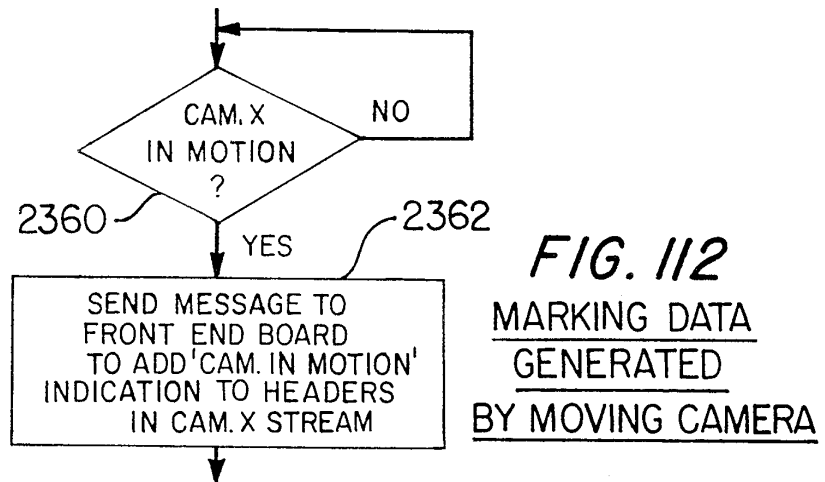 CAM. X
IN MOTION
?
NO
2360
YES
2362
SEND MESSAGE TO
FRONT END BOARD
TO ADD 'CAM. IN MOTION'
INDICATION TO HEADERS
IN CAM. X STREAM
FIG. 112
MARKING DATA
GENERATED
BY MOVING CAMERA